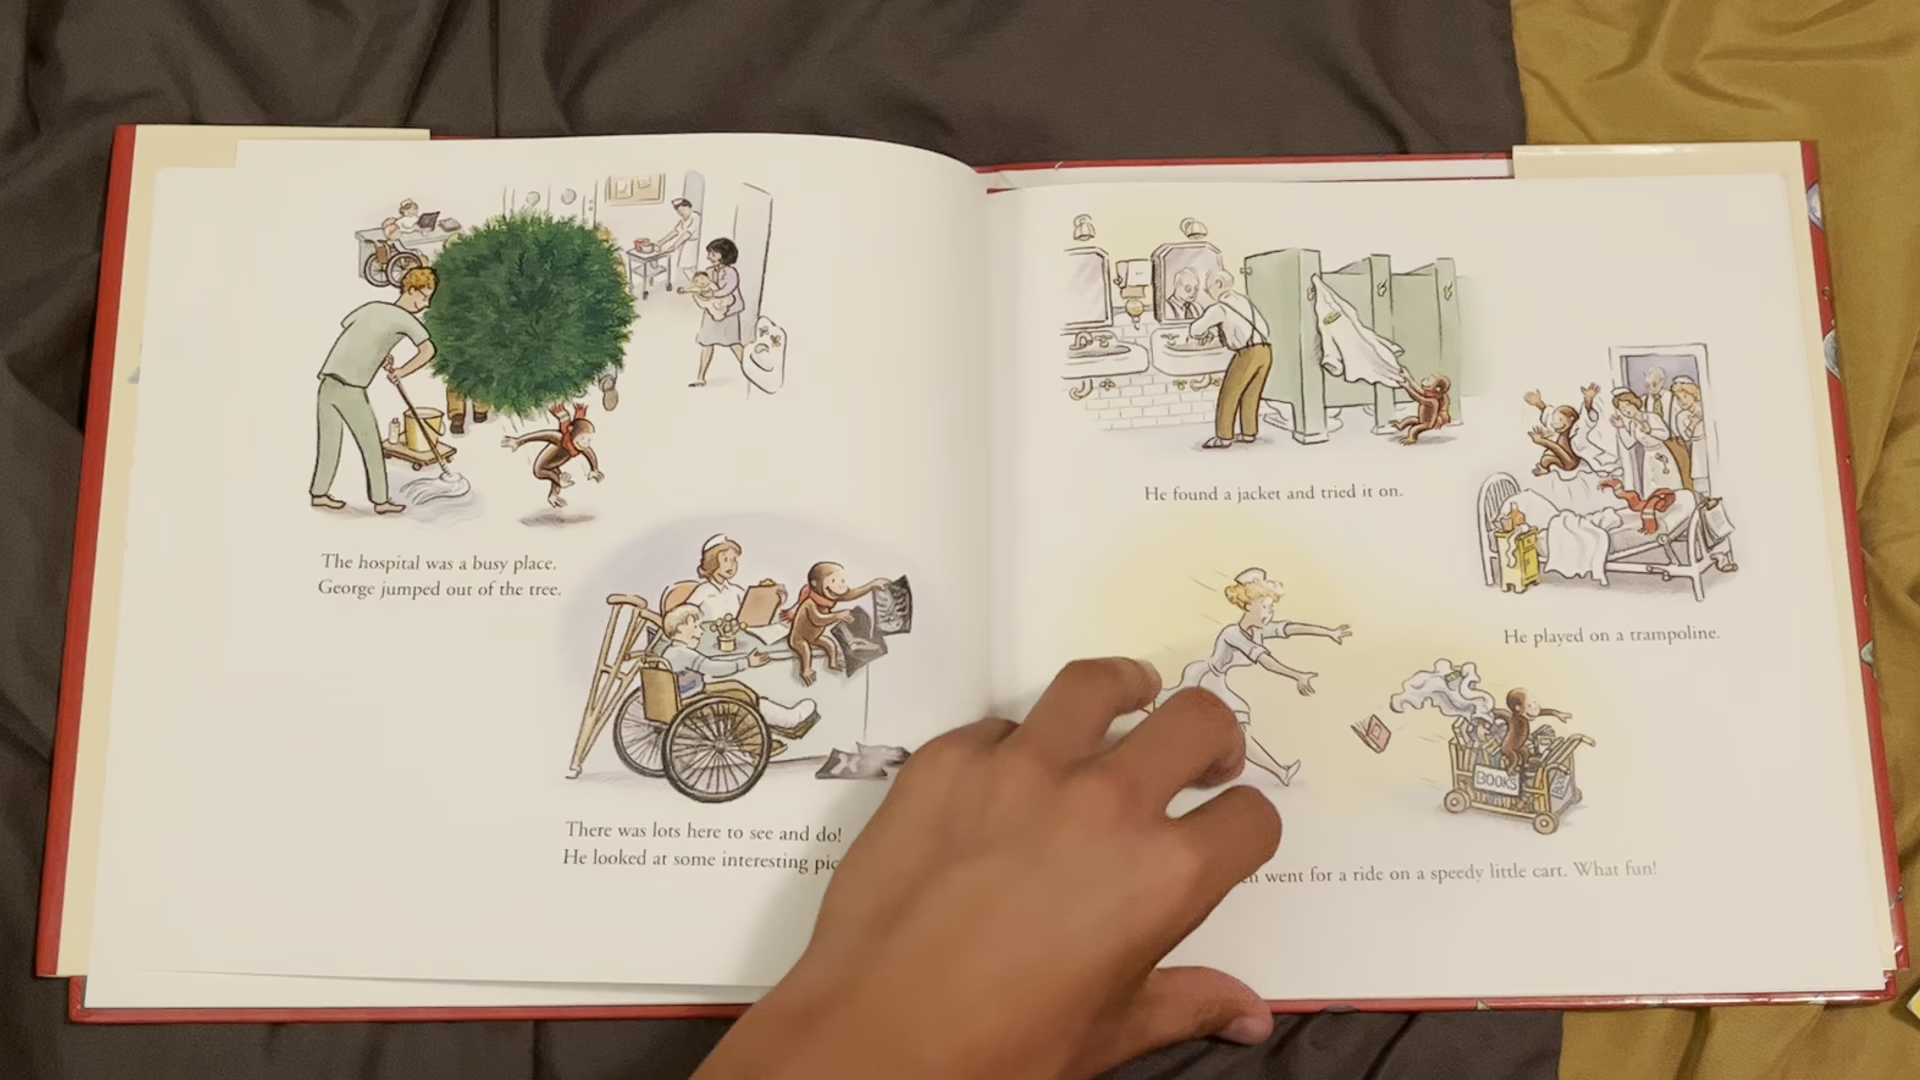 The hospital was a busy place.
George jumped out of the tree.
There was lots here to see and do!
He looked at some interesting
He found a jacket and tried it on.
He played on a trampoline.
BOOKS
went for a ride on a speedy little cart. What fun!